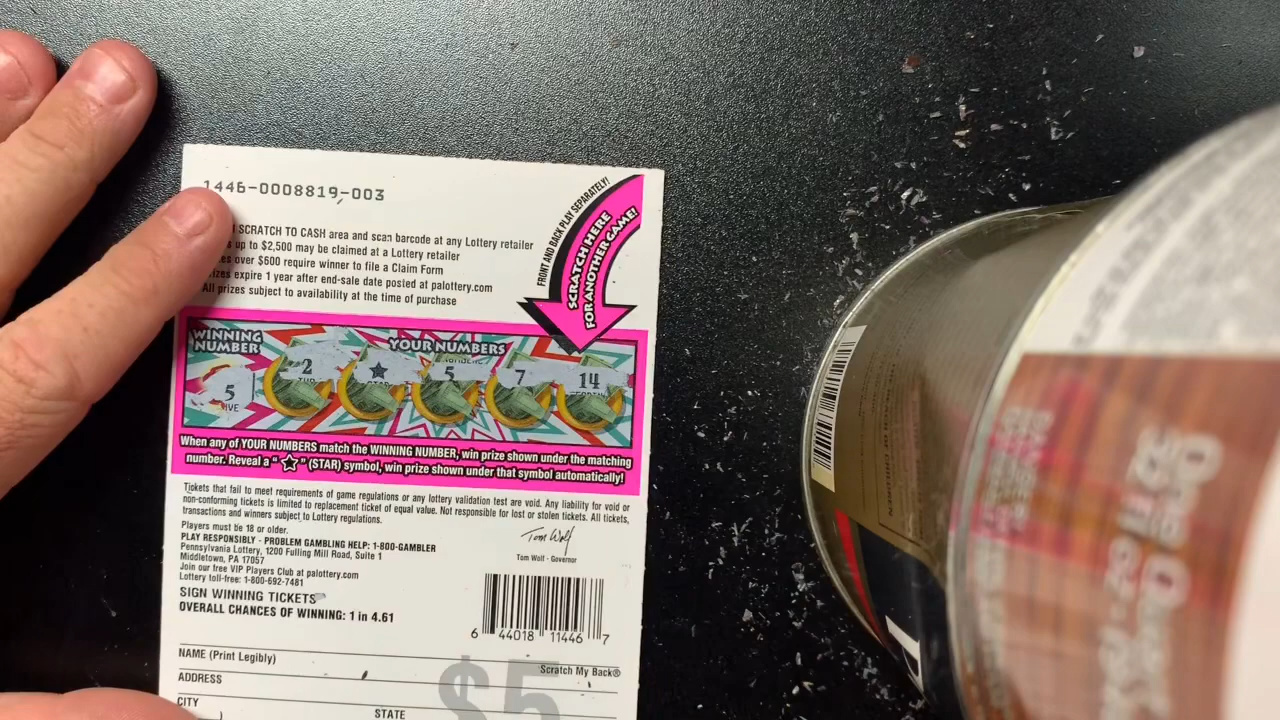 1446-0008819-003
SCRATCH TO CASH area and scan barcode at any Lottery retailer
up to $2,500 may be claimed at a Lottery retailer
over $600 require winner to file a Claim Form
expire 1 year after end-sale date posted at palottery.com
All prizes subject to availability at the time of purchase
FRONT AND BACK PLAY SEPARATELY!
SCRATCH HERE
FOR ANOTHER GAME!
WINNING
NUMBER
YOUR NUMBERS
5
2
5
7
14
When any of YOUR NUMBERS match the WINNING NUMBER, win prize shown under the matching
number. Reveal a "☆" (STAR) symbol, win prize shown under that symbol automatically!
Tickets that fail to meet requirements of game regulations or any lottery validation test are void. Any liability for void or
non-conforming tickets is limited to replacement ticket of equal value. Not responsible for lost or stolen tickets. All tickets,
transactions and winners subject to Lottery regulations.
Players must be 18 or older.
PLAY RESPONSIBLY - PROBLEM GAMBLING HELP: 1-800-GAMBLER
Pennsylvania Lottery, 1200 Fulling Mill Road, Suite 1
Middletown, PA 17057
Join our free VIP Players Club at palottery.com
Lottery toll-free: 1-800-692-7481
Tom Wolf
Tom Wolf - Governor
SIGN WINNING TICKETS
OVERALL CHANCES OF WINNING: 1 in 4.61
6 44018 11446 7
NAME (Print Legibly)
Scratch My Back®
ADDRESS
$5
CITY
STATE